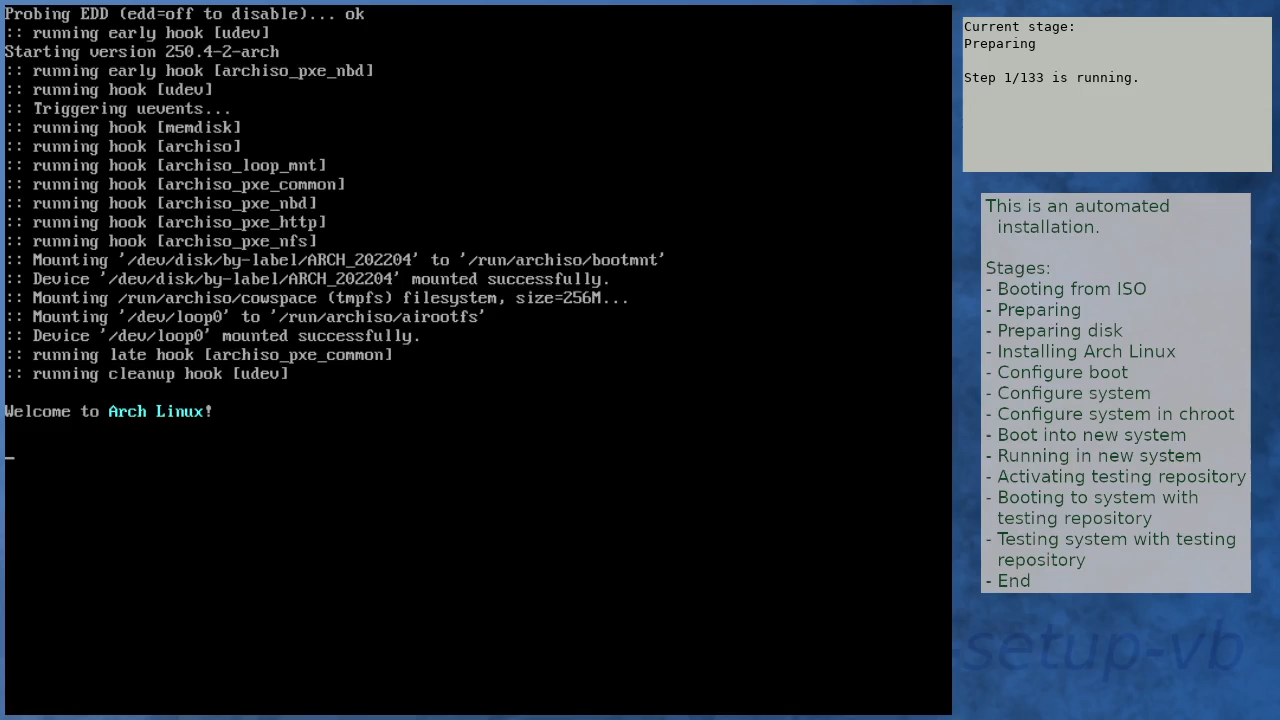 Probing EDD (edd=off to disable)... ok
:: running early hook [udev]
Starting version 250.4-2-arch
:: running early hook [archiso_pxe_nbd]
:: running hook [udev]
:: Triggering uevents...
:: running hook [memdisk]
:: running hook [archiso]
:: running hook [archiso_loop_mnt]
:: running hook [archiso_pxe_common]
:: running hook [archiso_pxe_nbd]
:: running hook [archiso_pxe_http]
:: running hook [archiso_pxe_nfs]
:: Mounting '/dev/disk/by-label/ARCH_202204' to '/run/archiso/bootmnt'
:: Device '/dev/disk/by-label/ARCH_202204' mounted successfully.
:: Mounting /run/archiso/cowspace (tmpfs) filesystem, size=256M...
:: Mounting '/dev/loop0' to '/run/archiso/airootfs'
:: Device '/dev/loop0' mounted successfully.
:: running late hook [archiso_pxe_common]
:: running cleanup hook [udev]
Welcome to Arch Linux!
Current stage:
Preparing
Step 1/133 is running.
This is an automated
installation.
Stages:
- Booting from ISO
- Preparing
- Preparing disk
- Installing Arch Linux
- Configure boot
- Configure system
- Configure system in chroot
- Boot into new system
- Running in new system
- Activating testing repository
- Booting to system with
testing repository
- Testing system with testing
repository
- End
-setup-vb